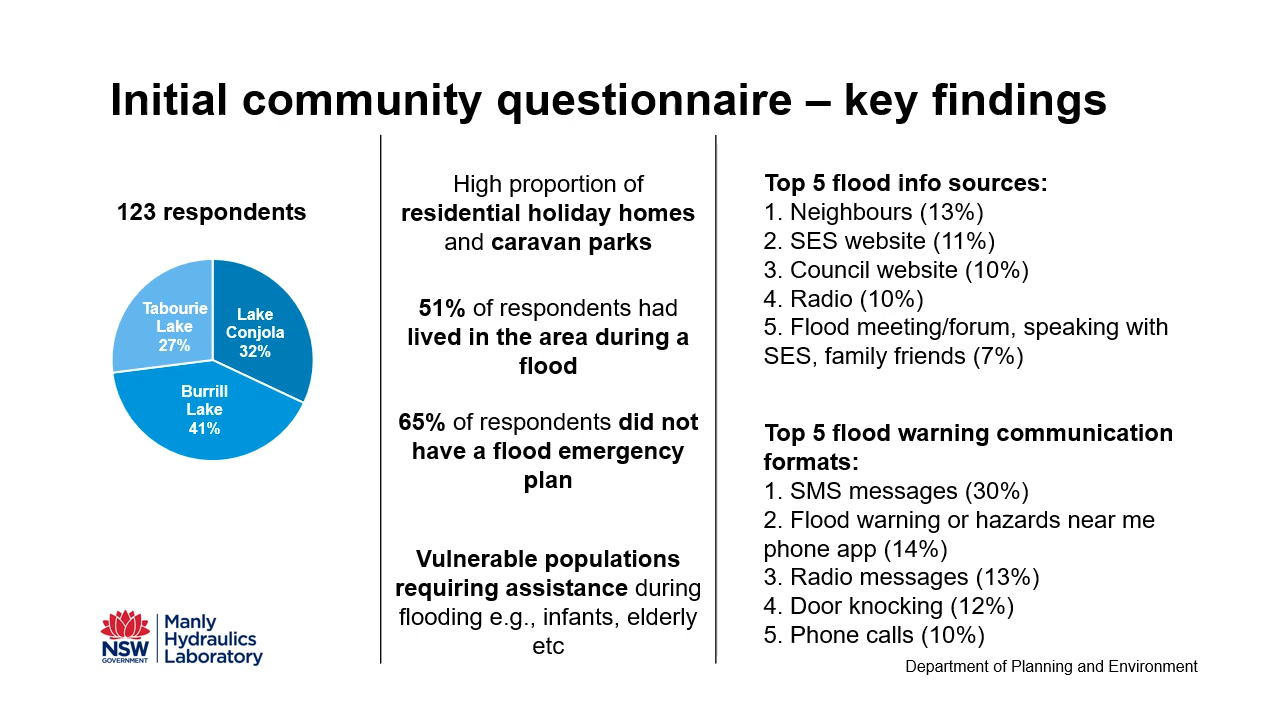 Initial community questionnaire – key findings
123 respondents
Tabourie
Lake
27%
Lake
Conjola
32%
Burrill
Lake
41%
High proportion of
residential holiday homes
and caravan parks
51% of respondents had
lived in the area during a
flood
65% of respondents did not
have a flood emergency
plan
Vulnerable populations
requiring assistance during
flooding e.g., infants, elderly
etc
Top 5 flood info sources:
1. Neighbours (13%)
2. SES website (11%)
3. Council website (10%)
4. Radio (10%)
5. Flood meeting/forum, speaking with
SES, family friends (7%)
Top 5 flood warning communication
formats:
1. SMS messages (30%)
2. Flood warning or hazards near me
phone app (14%)
3. Radio messages (13%)
4. Door knocking (12%)
5. Phone calls (10%)
NSW
GOVERNMENT
Manly
Hydraulics
Laboratory
Department of Planning and Environment